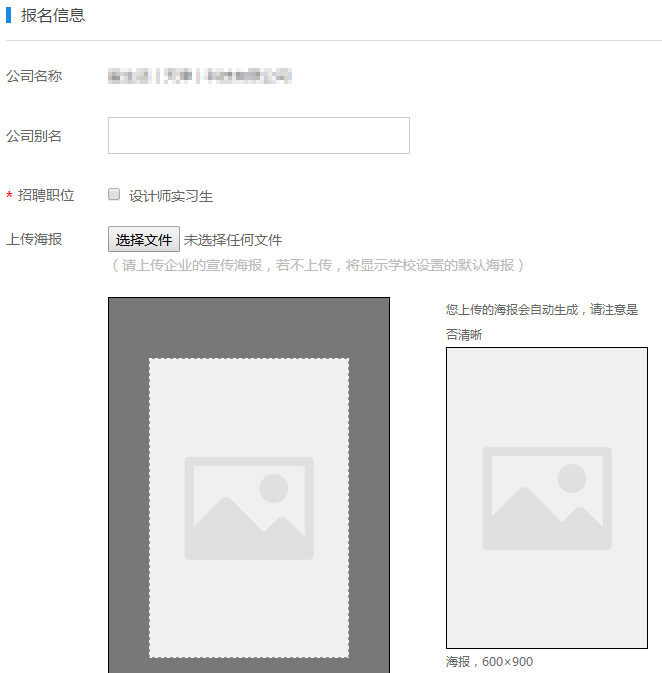 报名信息
公司名称
公司别名
* 招聘职位 设计师实习生
上传海报 选择文件 未选择任何文件
（请上传企业的宣传海报，若不上传，将显示学校设置的默认海报）
您上传的海报会自动生成，请注意是
否清晰
海报，600×900